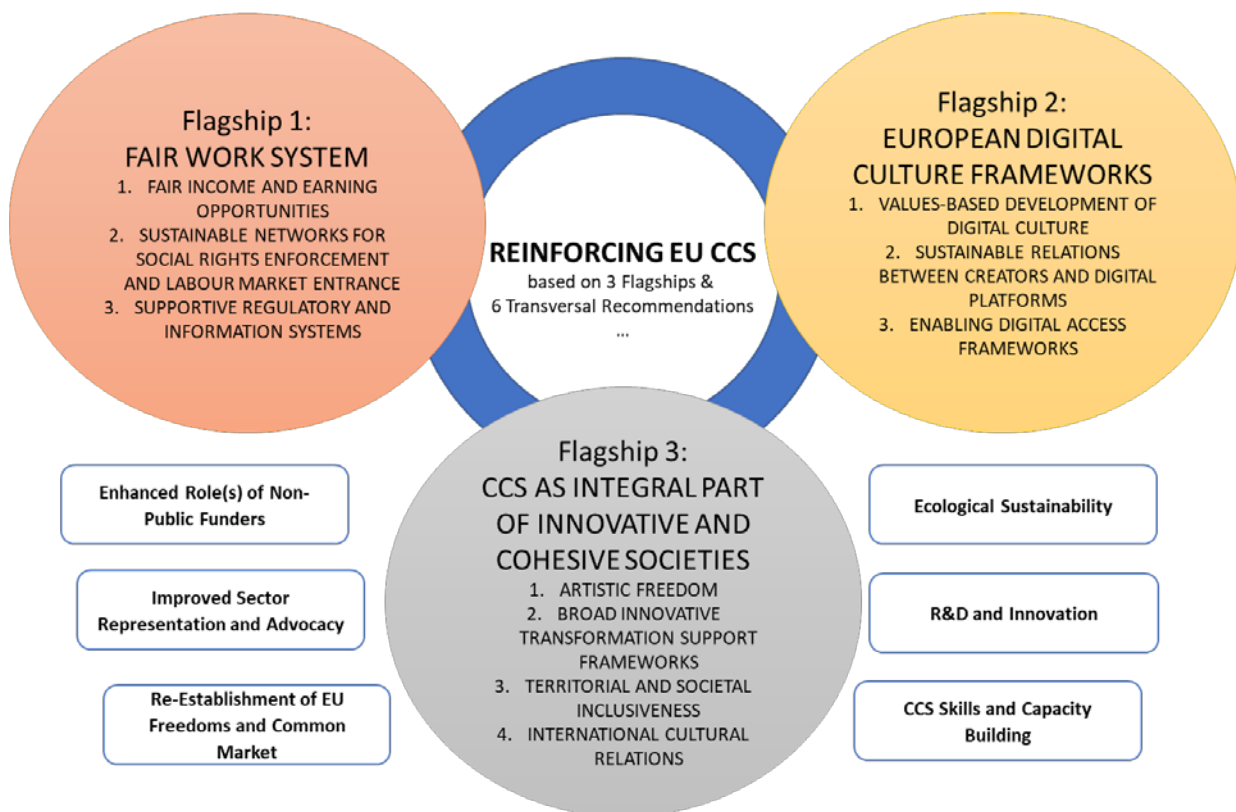 Flagship 1:
FAIR WORK SYSTEM
1. FAIR INCOME AND EARNING
OPPORTUNITIES
2. SUSTAINABLE NETWORKS FOR
SOCIAL RIGHTS ENFORCEMENT
AND LABOUR MARKET ENTRANCE
3. SUPPORTIVE REGULATORY AND
INFORMATION SYSTEMS
REINFORCING EU CCS
based on 3 Flagships &
6 Transversal Recommendations
...
Flagship 2:
EUROPEAN DIGITAL
CULTURE FRAMEWORKS
1. VALUES-BASED DEVELOPMENT OF
DIGITAL CULTURE
2. SUSTAINABLE RELATIONS
BETWEEN CREATORS AND DIGITAL
PLATFORMS
3. ENABLING DIGITAL ACCESS
FRAMEWORKS
Flagship 3:
CCS AS INTEGRAL PART
OF INNOVATIVE AND
COHESIVE SOCIETIES
1. ARTISTIC FREEDOM
2. BROAD INNOVATIVE
TRANSFORMATION SUPPORT
FRAMEWORKS
3. TERRITORIAL AND SOCIETAL
INCLUSIVENESS
4. INTERNATIONAL CULTURAL
RELATIONS
Enhanced Role(s) of Non-
Public Funders
Improved Sector
Representation and Advocacy
Re-Establishment of EU
Freedoms and Common
Market
Ecological Sustainability
R&D and Innovation
CCS Skills and Capacity
Building